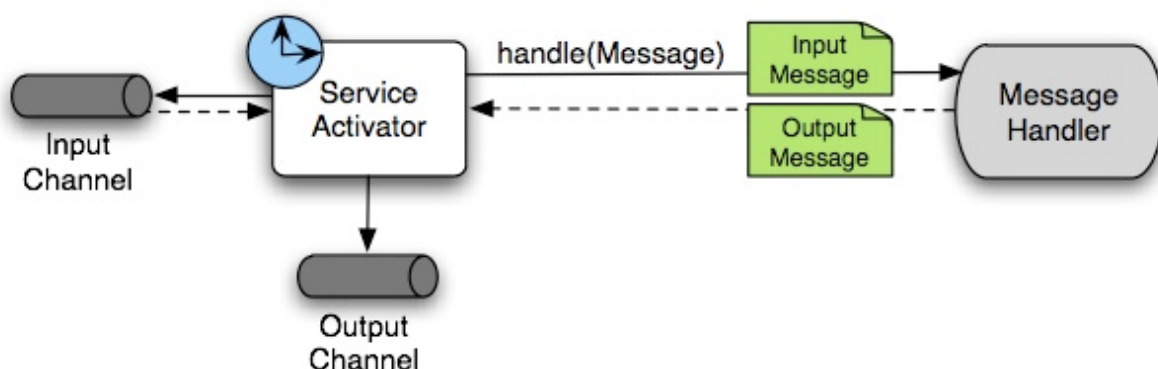 handle(Message)
Input
Message
Service
Activator
Message
Handler
Output
Message
Input
Channel
Output
Channel